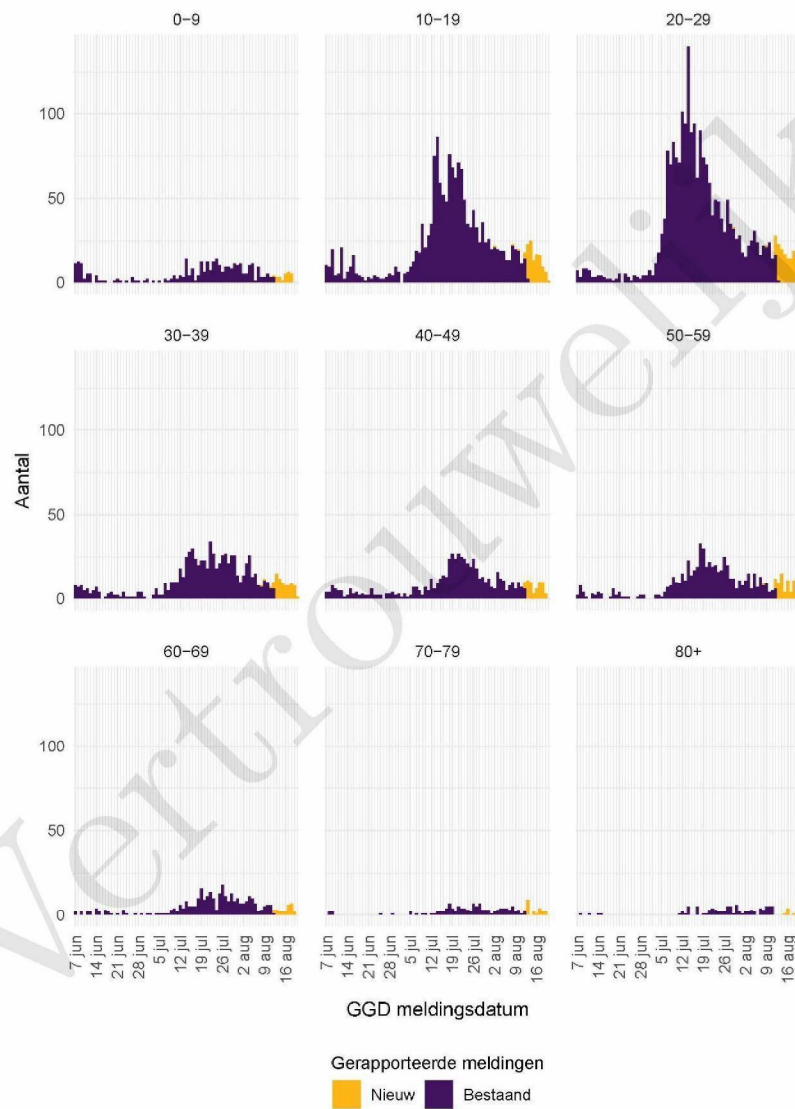 0−9 10−19 20−29
100
50
0
30−39 40−49 50−59
100
50
0
Aantal
60−69 70−79 80+
100
50
0
7 jun 14 jun 21 jun 28 jun 5 jul 12 jul 19 jul 26 jul 2 aug 9 aug 16 aug 7 jun 14 jun 21 jun 28 jun 5 jul 12 jul 19 jul 26 jul 2 aug 9 aug 16 aug 7 jun 14 jun 21 jun 28 jun 5 jul 12 jul 19 jul 26 jul 2 aug 9 aug 16 aug
GGD meldingsdatum
Gerapporteerde meldingen
Nieuw Bestaand
Vertrouwelijk